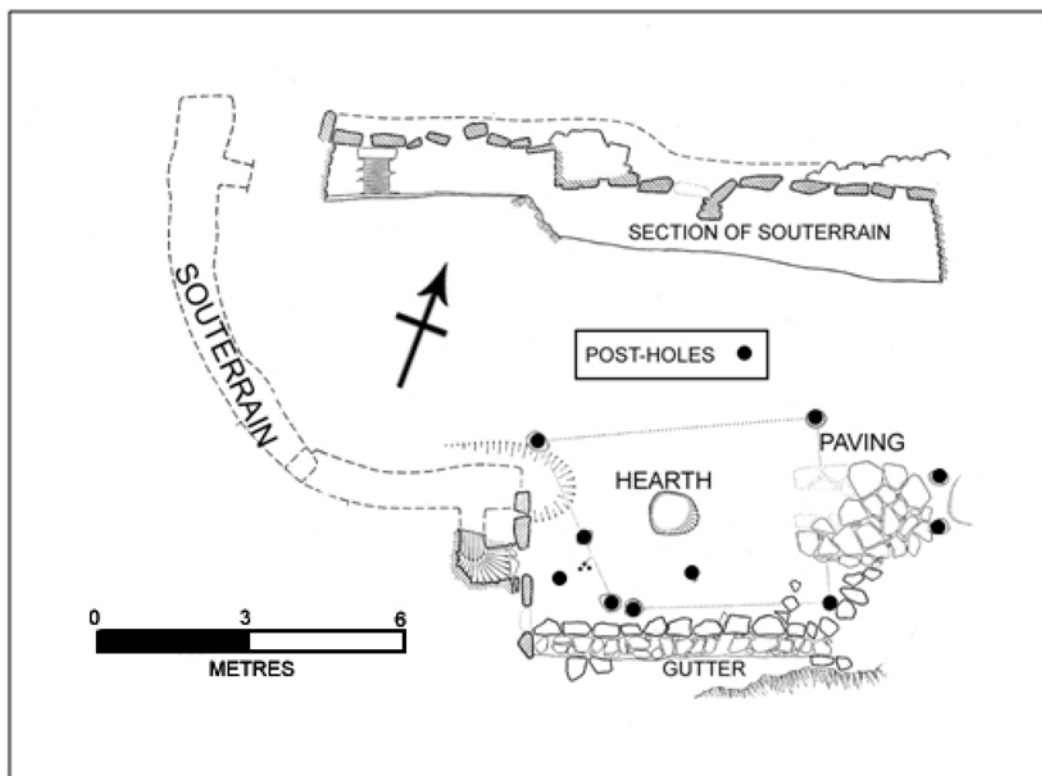 SECTION OF SOUTERRAIN
SOUTERRAIN
POST-HOLES
PAVING
HEARTH
0 3 6
METRES
GUTTER